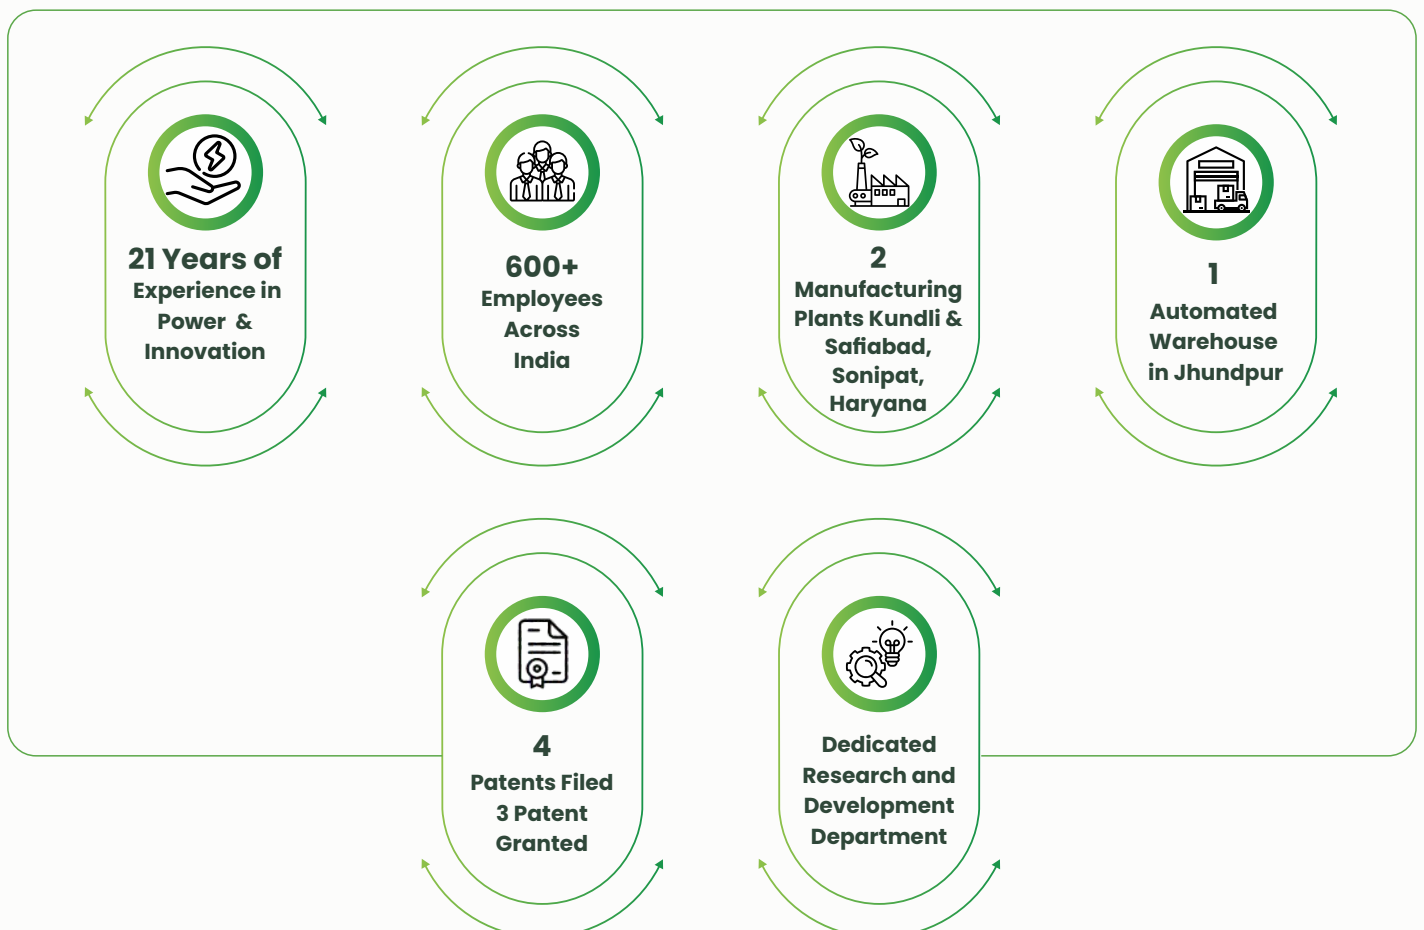 21 Years of
Experience in
Power &
Innovation
600+
Employees
Across
India
2
Manufacturing
Plants Kundli &
Safiabad,
Sonipat,
Haryana
1
Automated
Warehouse
in Jhundpur
4
Patents Filed
3 Patent
Granted
Dedicated
Research and
Development
Department